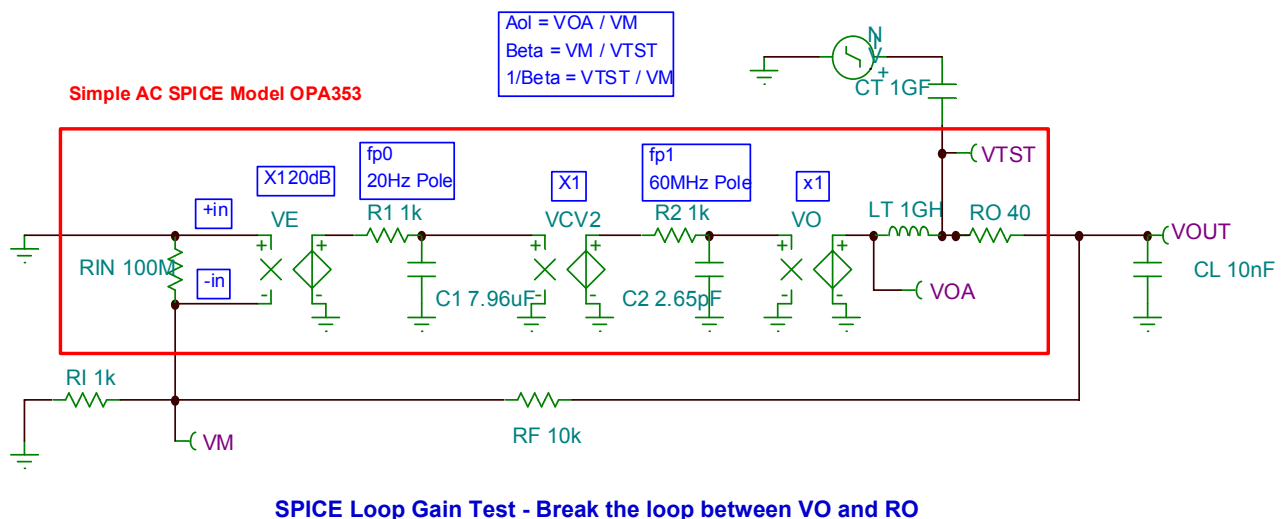 Aol = VOA / VM
Beta = VM / VTST
1/Beta = VTST / VM
N
V
+
CT 1GF
Simple AC SPICE Model OPA353
VTST
fp0
20Hz Pole
fp1
60MHz Pole
X120dB
X1
x1
+in
VE
R1 1k
VCV2
R2 1k
VO
LT 1GH
RO 40
VOUT
RIN 100M
-in
+
-
+
-
+
-
+
-
+
-
+
-
C1 7.96uF
C2 2.65pF
VOA
CL 10nF
RI 1k
VM
RF 10k
SPICE Loop Gain Test - Break the loop between VO and RO